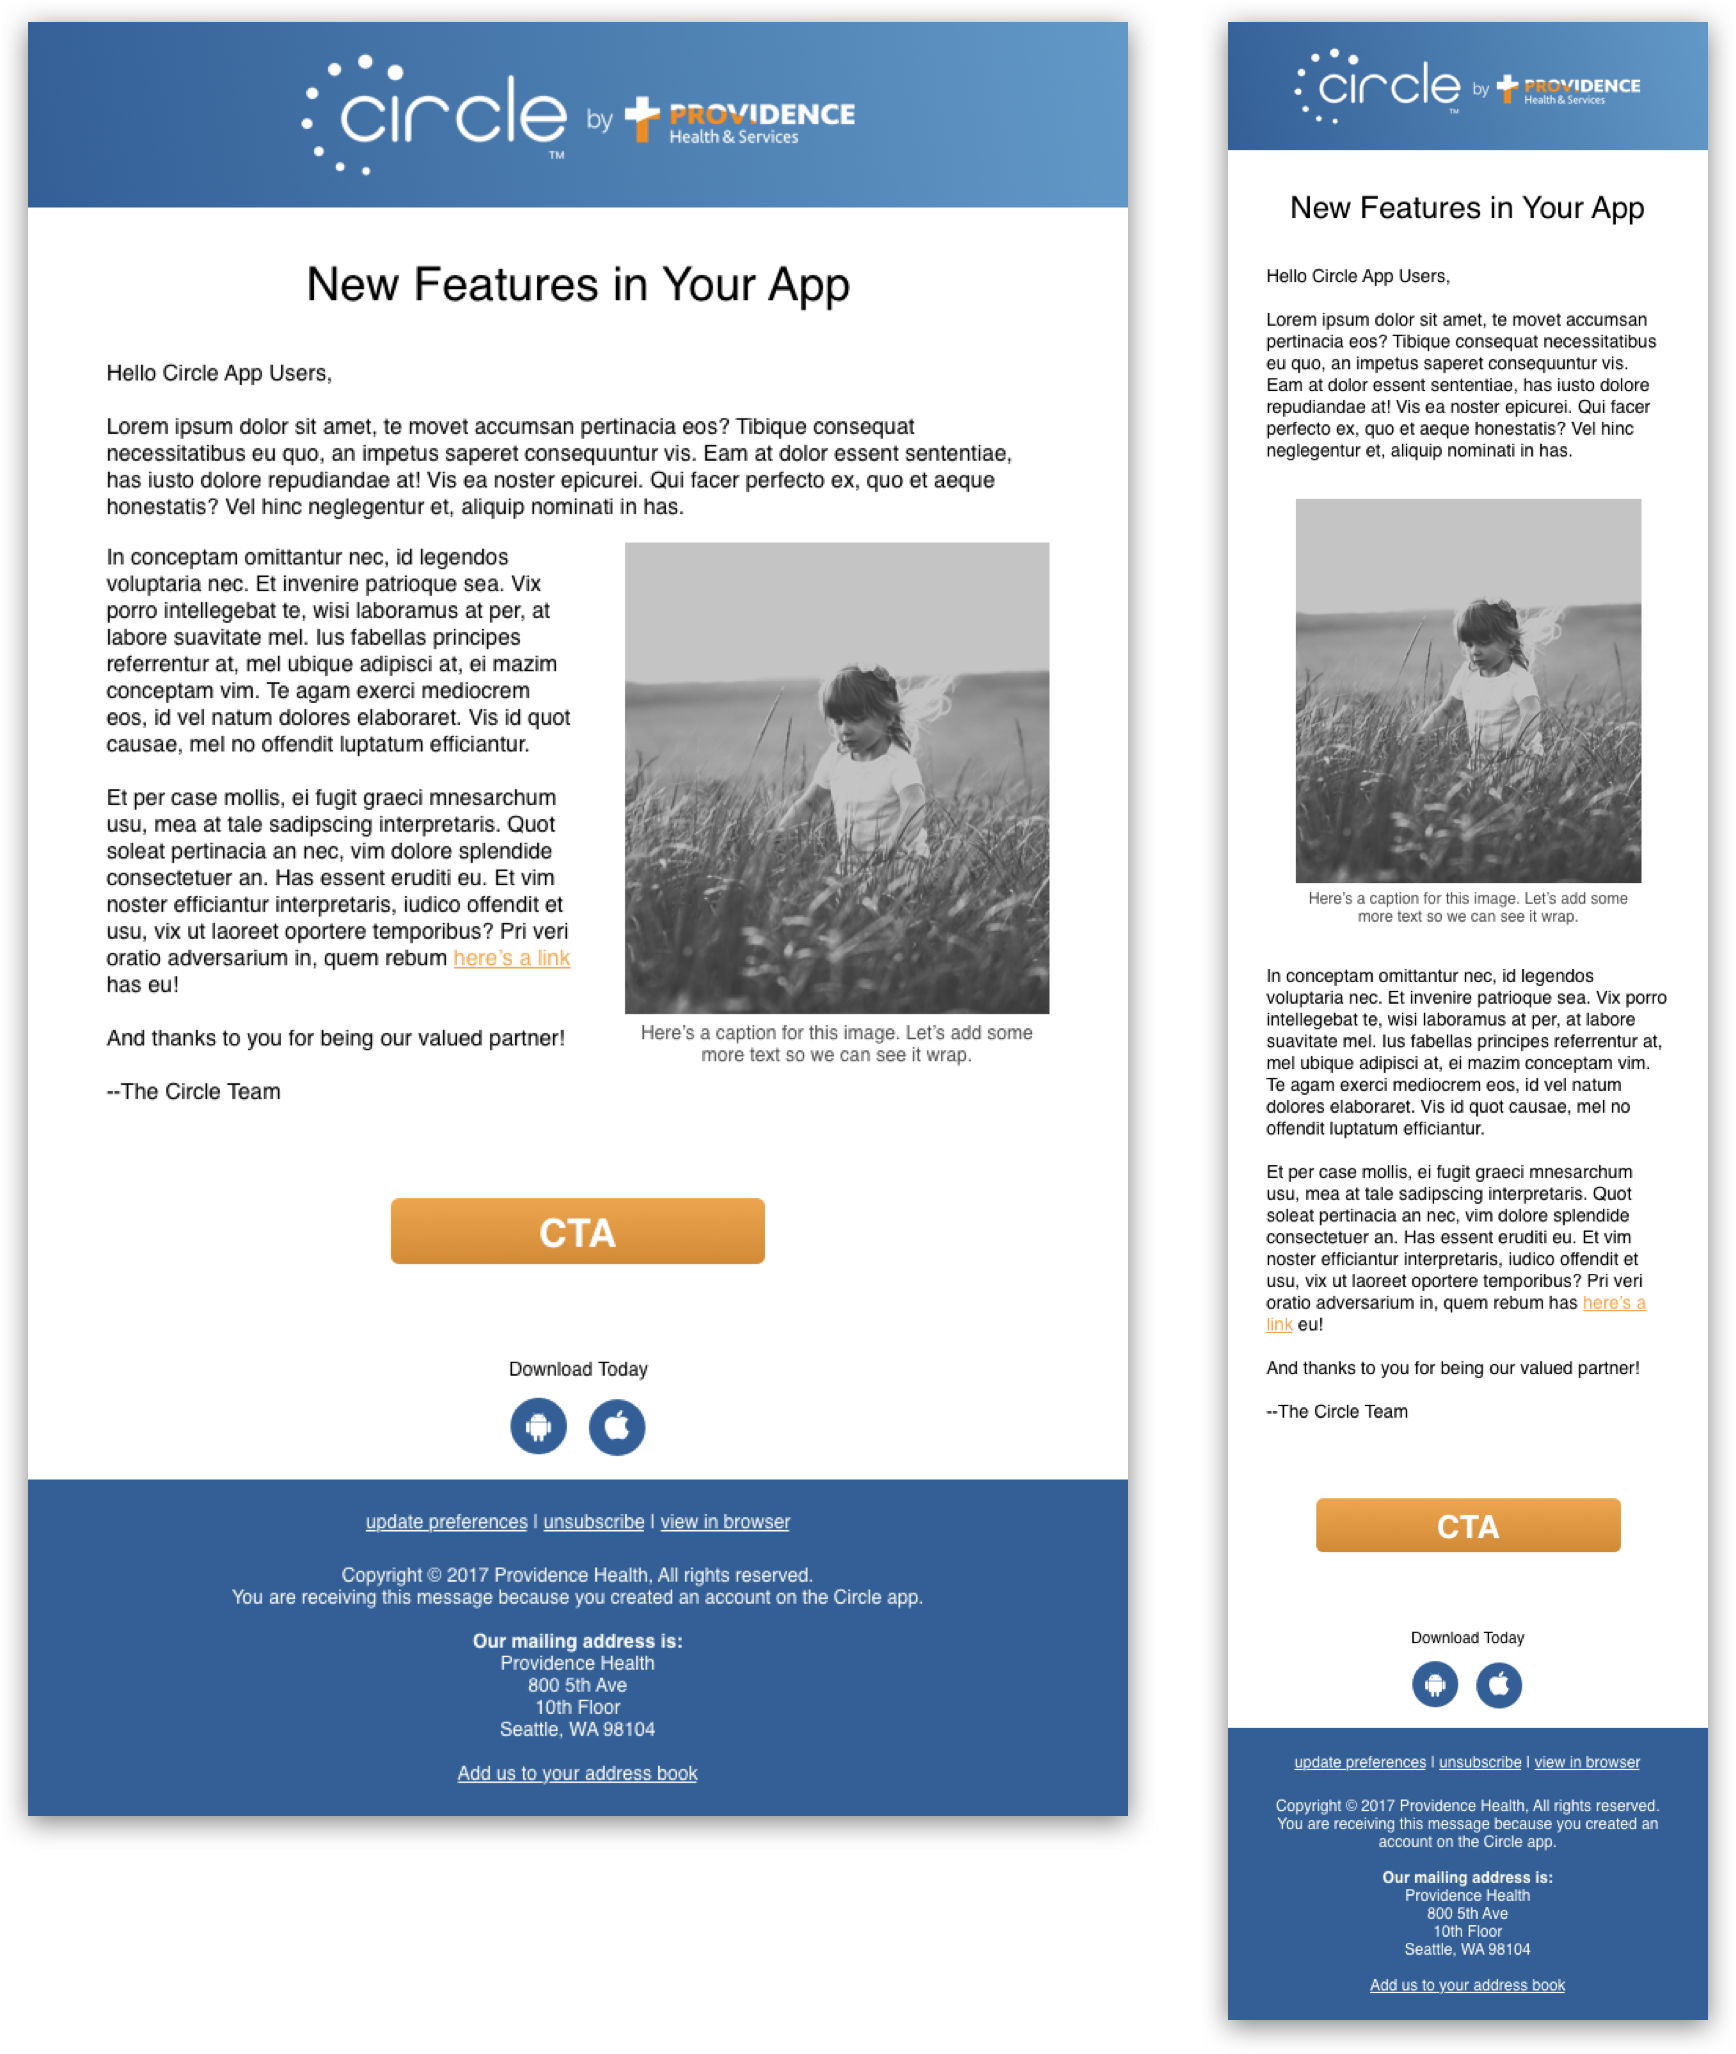 circle by PROVIDENCE
TM
Health & Services
New Features in Your App
Hello Circle App Users,
Lorem ipsum dolor sit amet, te movet accumsan pertinacia eos? Tibique consequat
necessitatibus eu quo, an impetus saperet consequuntur vis. Eam at dolor essent sententiae,
has iusto dolore repudiandae at! Vis ea noster epicurei. Qui facer perfecto ex, quo et aeque
honestatis? Vel hinc neglegentur et, aliquip nominati in has.
In conceptam omittantur nec, id legendos
voluptaria nec. Et invenire patrioque sea. Vix
porro intellegebat te, wisi laboramus at per, at
labore suavitate mel. Ius fabellas principes
referrentur at, mel ubique adipisci at, ei mazim
conceptam vim. Te agam exerci mediocrem
eos, id vel natum dolores elaboraret. Vis id quot
causae, mel no offendit luptatum efficiantur.
Et per case mollis, ei fugit graeci mnesarchum
usu, mea at tale sadipscing interpretaris. Quot
soleat pertinacia an nec, vim dolore splendide
consectetuer an. Has essent eruditi eu. Et vim
noster efficiantur interpretaris, iudico offendit et
usu, vix ut laoreet oportere temporibus? Pri veri
oratio adversarium in, quem rebum here's a link
has eu!
And thanks to you for being our valued partner!
--The Circle Team
Here's a caption for this image. Let's add some
more text so we can see it wrap.
CTA
Download Today
update preferences | unsubscribe | view in browser
Copyright © 2017 Providence Health, All rights reserved.
You are receiving this message because you created an account on the Circle app.
Our mailing address is:
Providence Health
800 5th Ave
10th Floor
Seattle, WA 98104
Add us to your address book
circle by PROVIDENCE
TM
Health & Services
New Features in Your App
Hello Circle App Users,
Lorem ipsum dolor sit amet, te movet accumsan
pertinacia eos? Tibique consequat necessitatibus
eu quo, an impetus saperet consequuntur vis.
Eam at dolor essent sententiae, has iusto dolore
repudiandae at! Vis ea noster epicurei. Qui facer
perfecto ex, quo et aeque honestatis? Vel hinc
neglegentur et, aliquip nominati in has.
Here's a caption for this image. Let's add some
more text so we can see it wrap.
In conceptam omittantur nec, id legendos
voluptaria nec. Et invenire patrioque sea. Vix porro
intellegebat te, wisi laboramus at per, at labore
suavitate mel. Ius fabellas principes referrentur at,
mel ubique adipisci at, ei mazim conceptam vim.
Te agam exerci mediocrem eos, id vel natum
dolores elaboraret. Vis id quot causae, mel no
offendit luptatum efficiantur.
Et per case mollis, ei fugit graeci mnesarchum
usu, mea at tale sadipscing interpretaris. Quot
soleat pertinacia an nec, vim dolore splendide
consectetuer an. Has essent eruditi eu. Et vim
noster efficiantur interpretaris, iudico offendit et
usu, vix ut laoreet oportere temporibus? Pri veri
oratio adversarium in, quem rebum has here's a
link eu!
And thanks to you for being our valued partner!
--The Circle Team
CTA
Download Today
update preferences | unsubscribe | view in browser
Copyright © 2017 Providence Health, All rights reserved.
You are receiving this message because you created an
account on the Circle app.
Our mailing address is:
Providence Health
800 5th Ave
10th Floor
Seattle, WA 98104
Add us to your address book